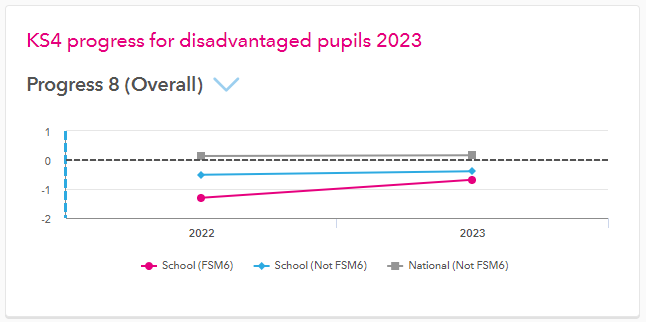 KS4 progress for disadvantaged pupils 2023
Progress 8 (Overall)
1
0
-1
-2
2022 2023
School (FSM6) School (Not FSM6) National (Not FSM6)